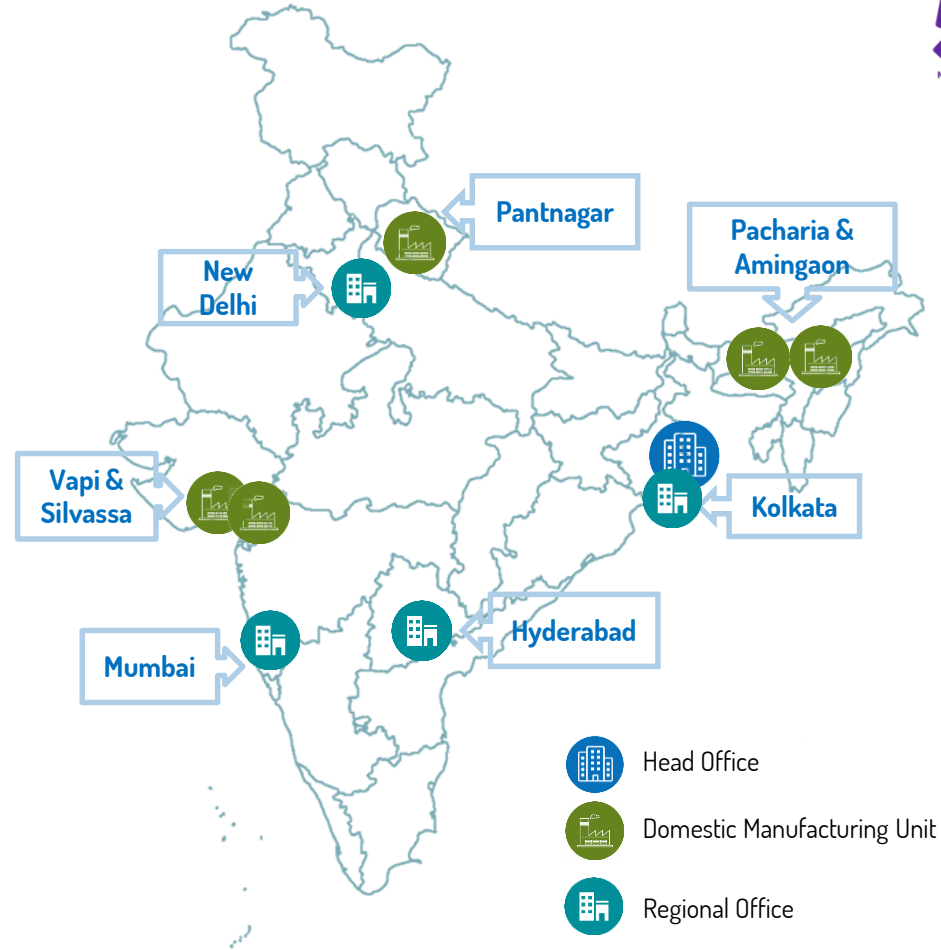 Pantnagar
Pacharia &
Amingaon
New
Delhi
Vapi &
Silvassa
Kolkata
Hyderabad
Mumbai
Head Office
Domestic Manufacturing Unit
Regional Office